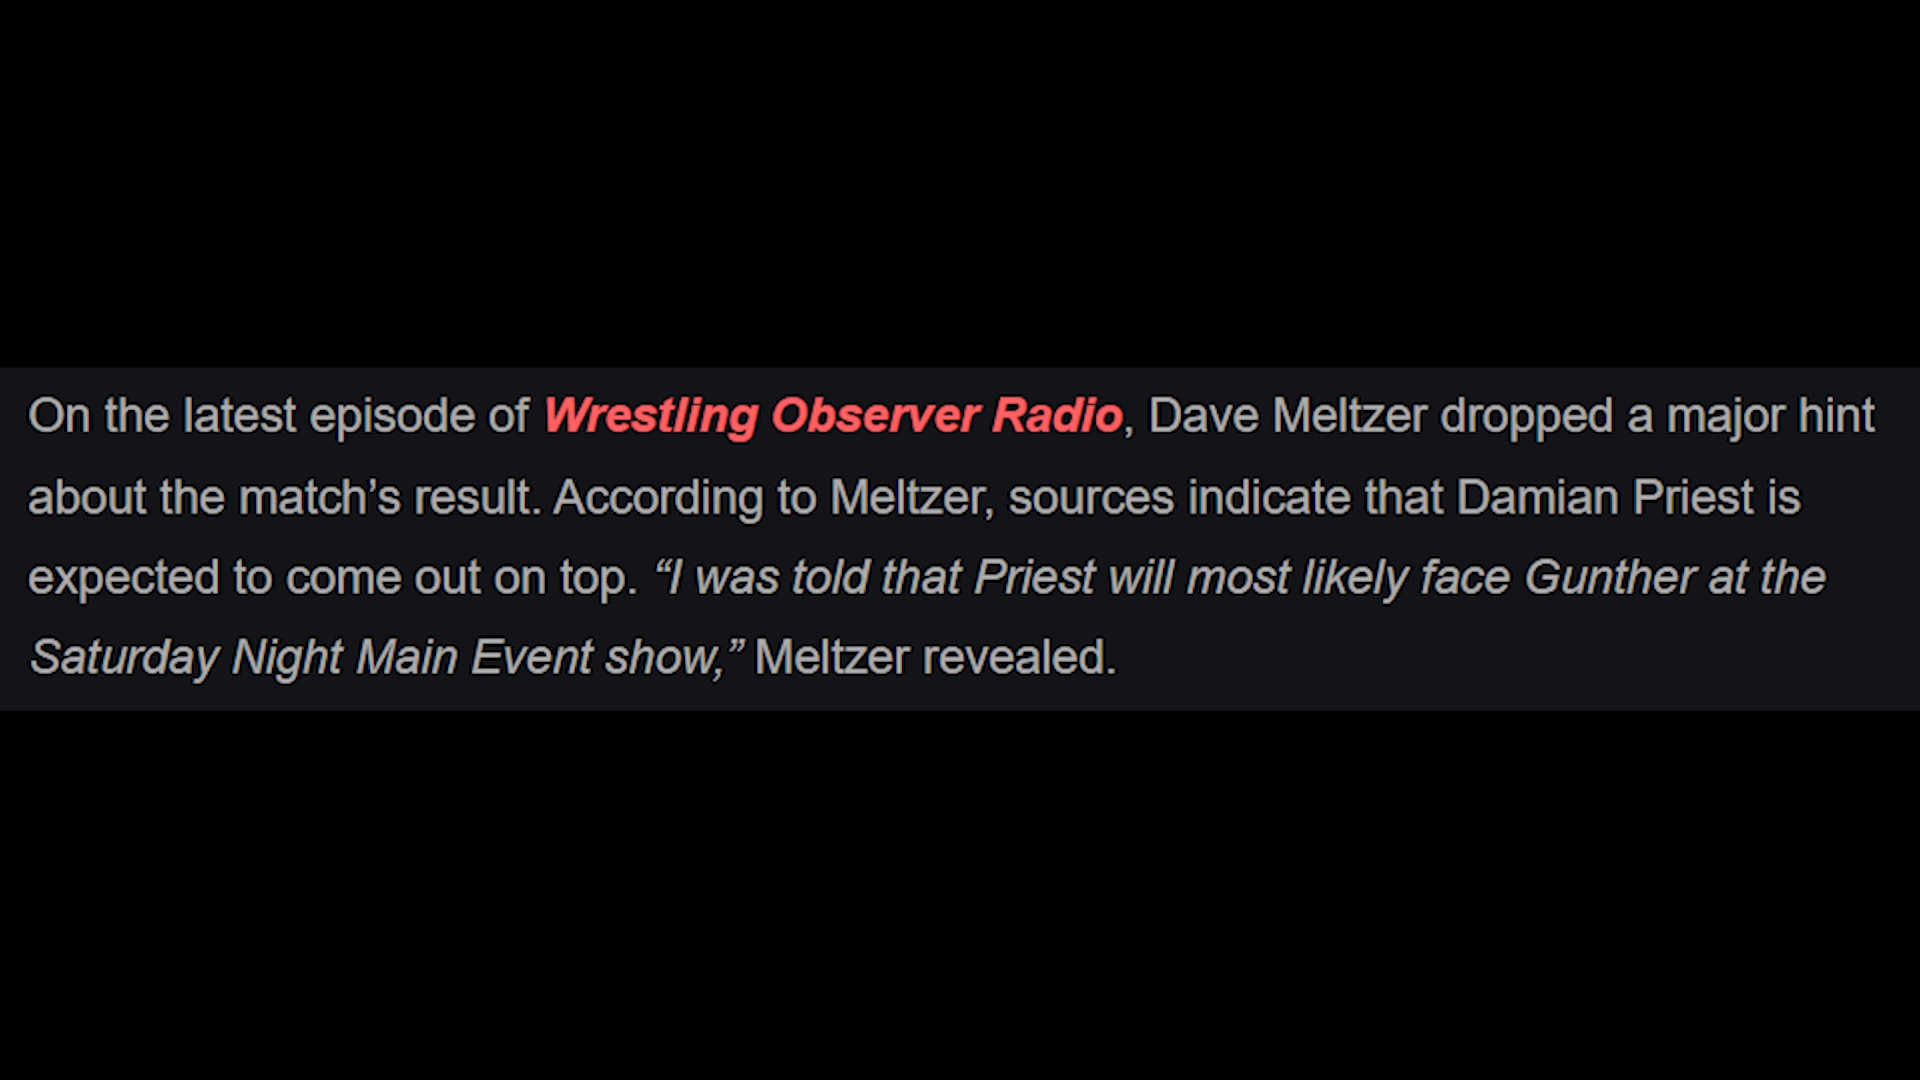 On the latest episode of Wrestling Observer Radio, Dave Meltzer dropped a major hint
about the match’s result. According to Meltzer, sources indicate that Damian Priest is
expected to come out on top. “I was told that Priest will most likely face Gunther at the
Saturday Night Main Event show,” Meltzer revealed.